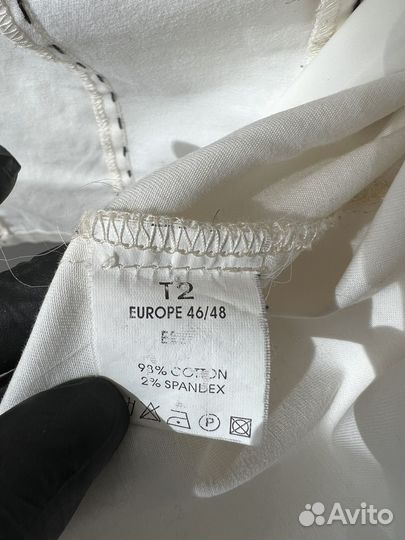 T2
EUROPE 46/48
98% COTTON
2% SPANDEX
P
Avito